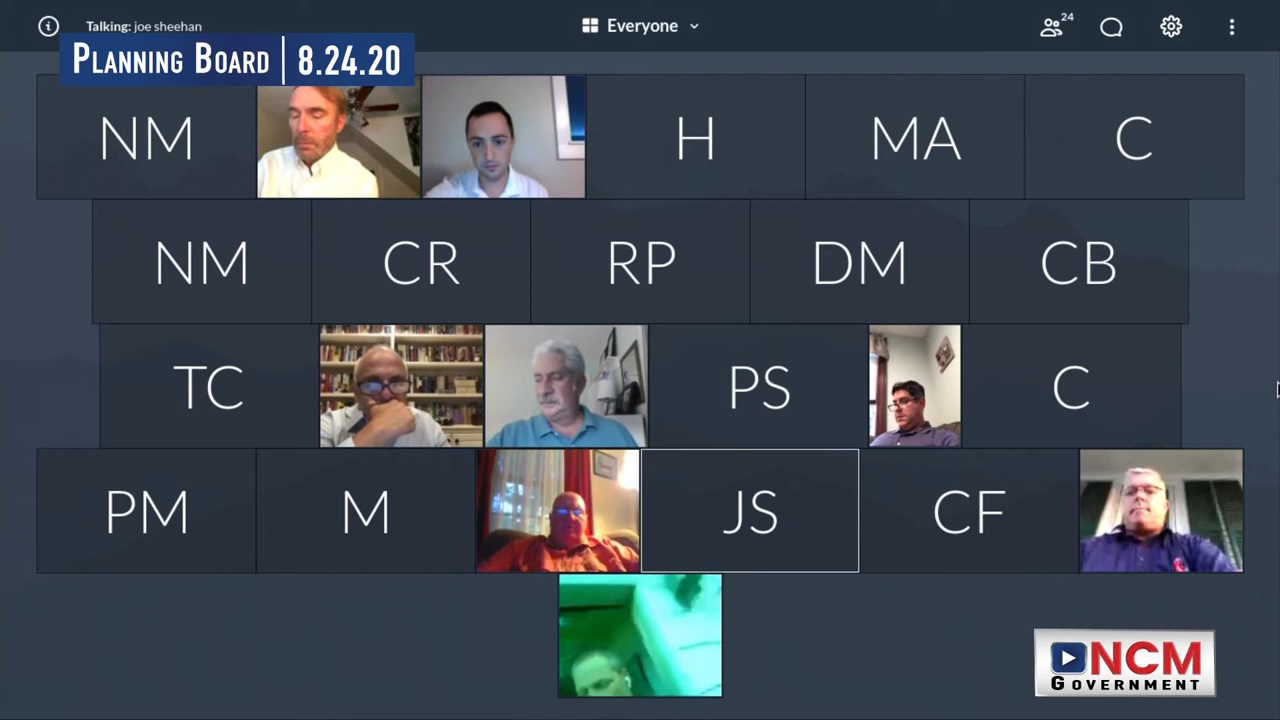 Talking: joe sheehan
Everyone
24
PLANNING BOARD | 8.24.20
NM
H
MA
C
NM
CR
RP
DM
CB
TC
PS
C
PM
M
JS
CF
NCM
GOVERNMENT